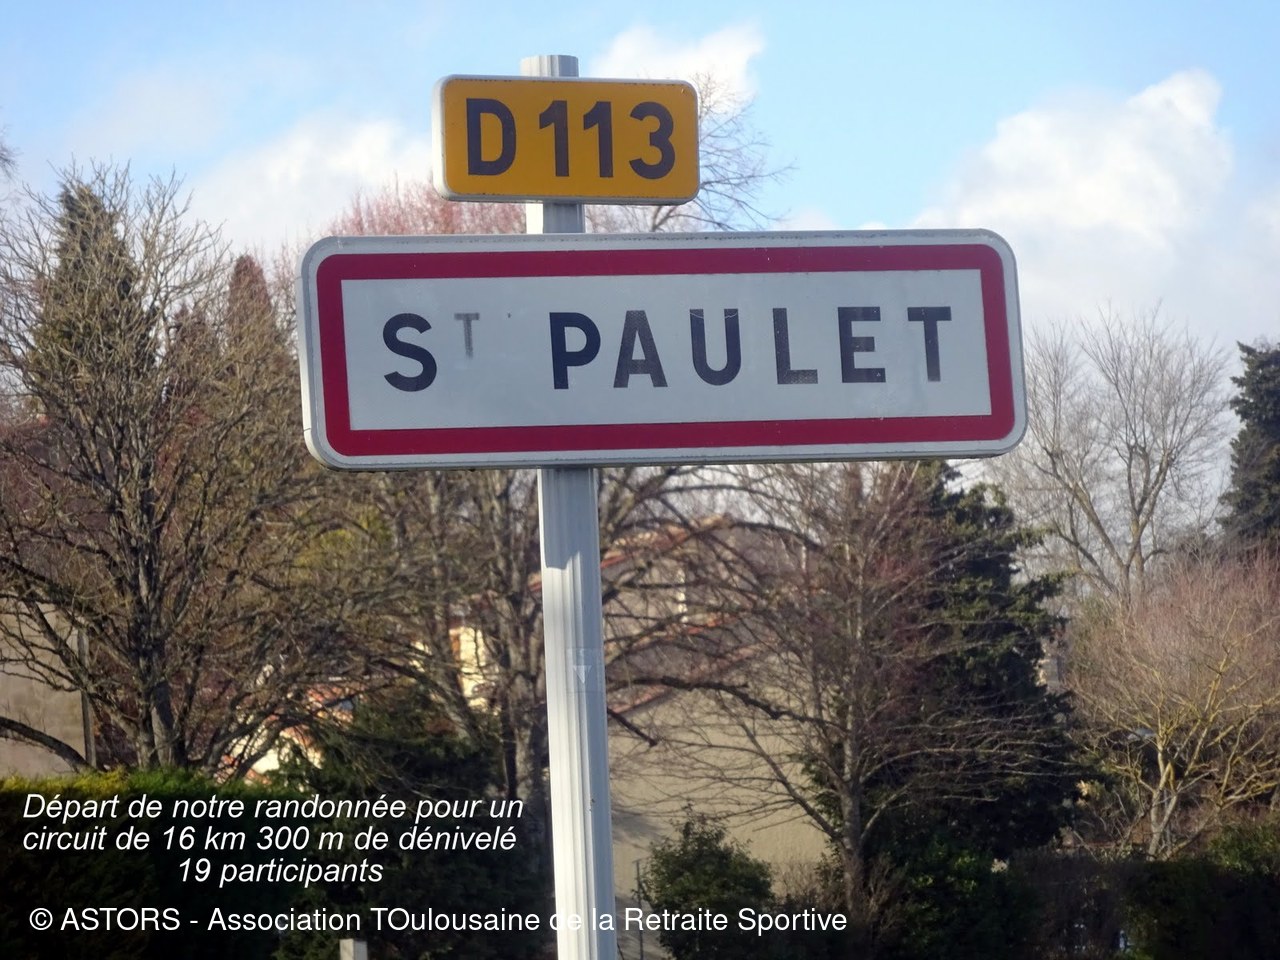 D 113
ST PAULET
Départ de notre randonnée pour un
circuit de 16 km 300 m de dénivelé
19 participants
© ASTORS - Association TOulousaine de la Retraite Sportive